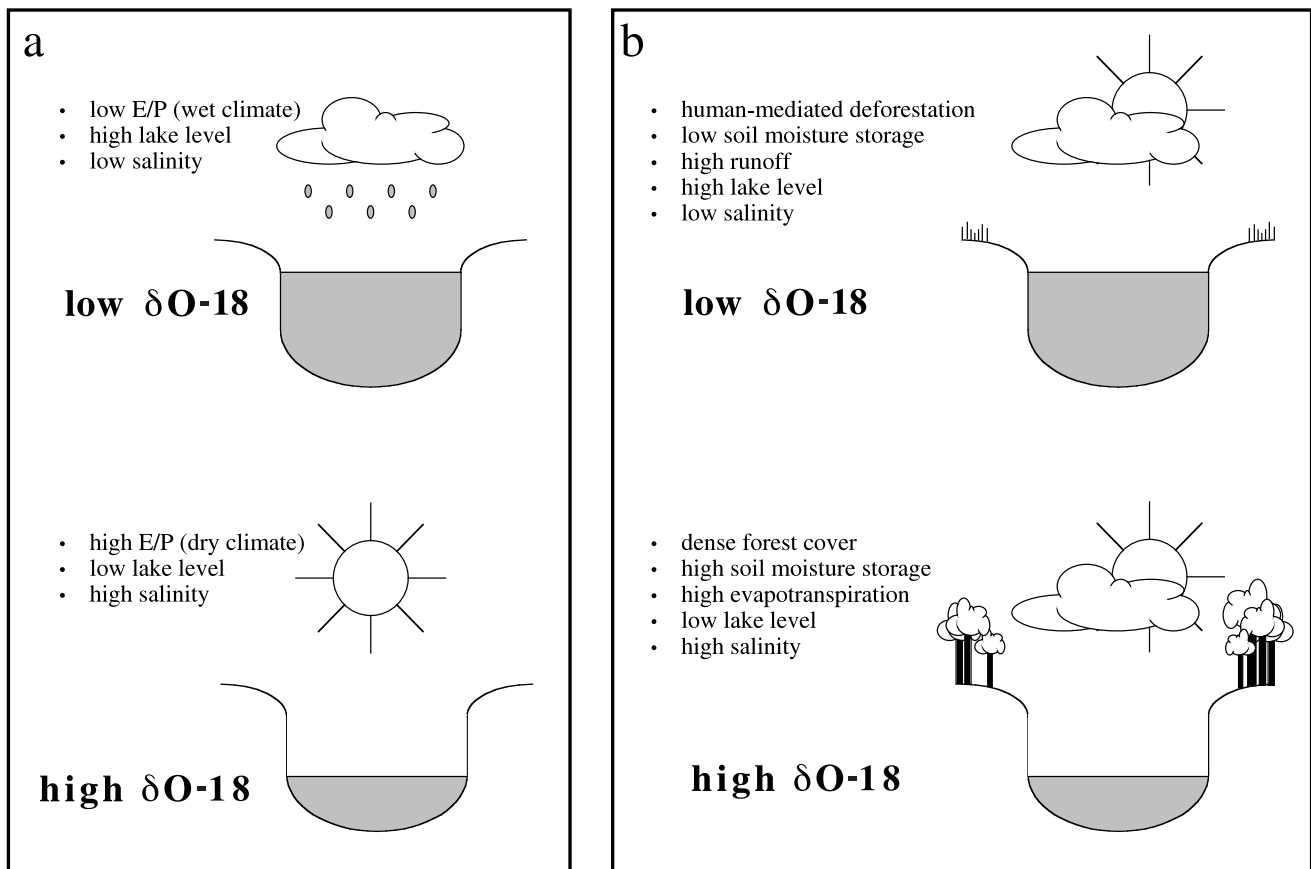 a
• low E/P (wet climate)
• high lake level
• low salinity
low δO-18
• high E/P (dry climate)
• low lake level
• high salinity
high δO-18
b
• human-mediated deforestation
• low soil moisture storage
• high runoff
• high lake level
• low salinity
low δO-18
• dense forest cover
• high soil moisture storage
• high evapotranspiration
• low lake level
• high salinity
high δO-18